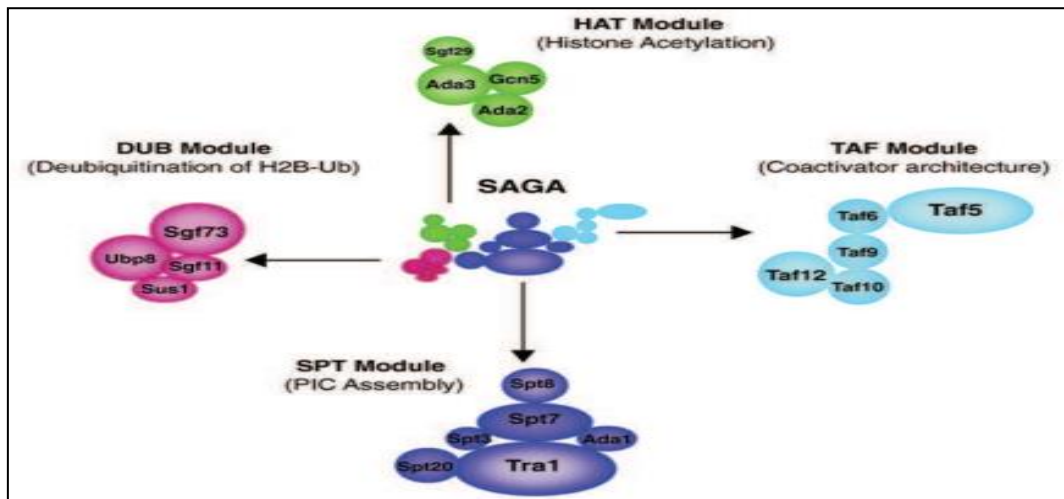 HAT Module
(Histone Acetylation)
Sgf29
Ada3
Gcn5
Ada2
DUB Module
(Deubiquitination of H2B-Ub)
Sgf73
Ubp8
Sgf11
Sus1
SAGA
TAF Module
(Coactivator architecture)
Taf6
Taf5
Taf9
Taf12
Taf10
SPT Module
(PIC Assembly)
Spt8
Spt7
Spt3
Ada1
Spt20
Tra1